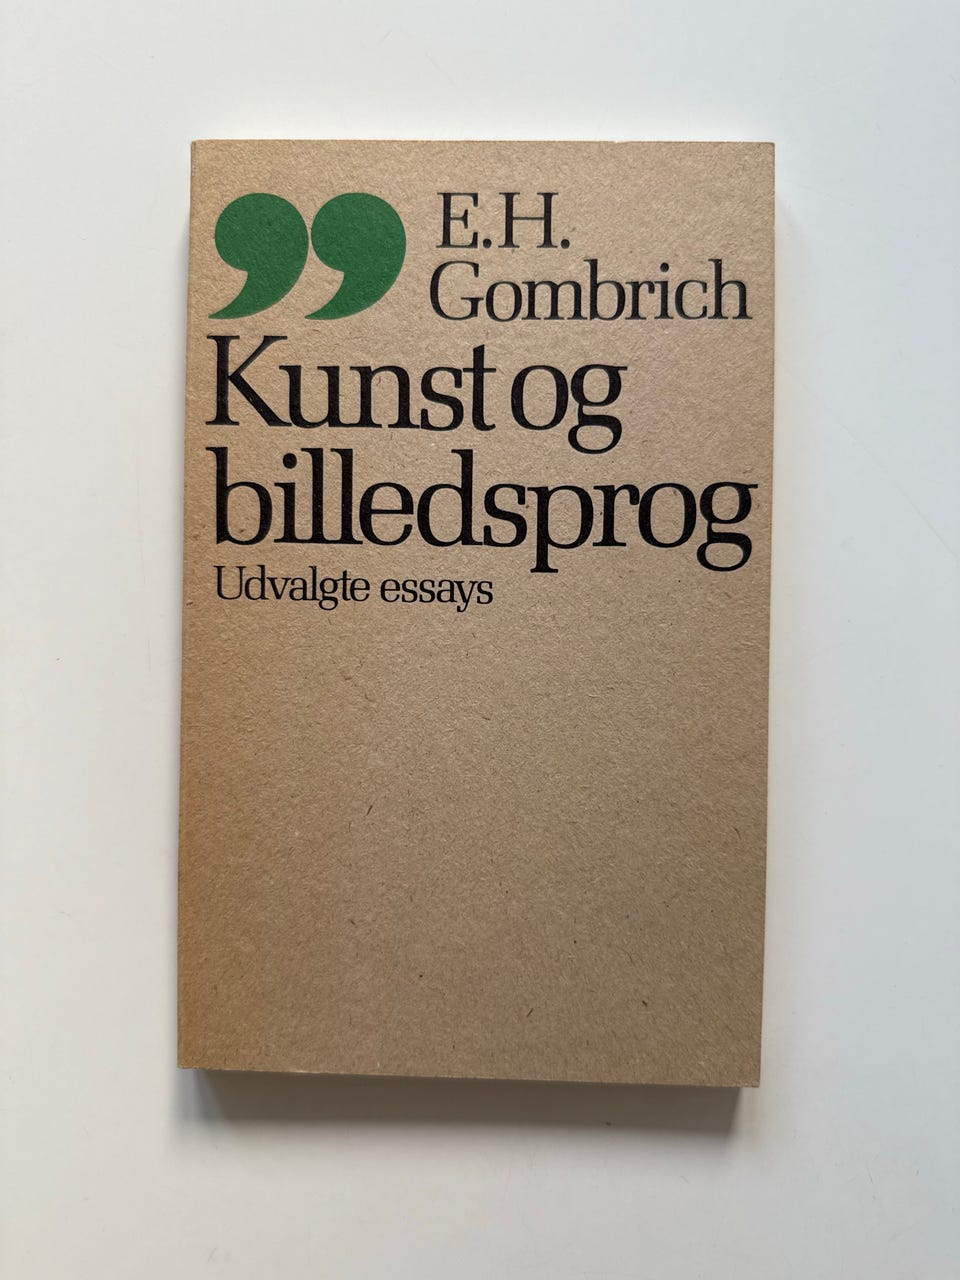 ”
E.H.
Gombrich
Kunst og
billedsprog
Udvalgte essays